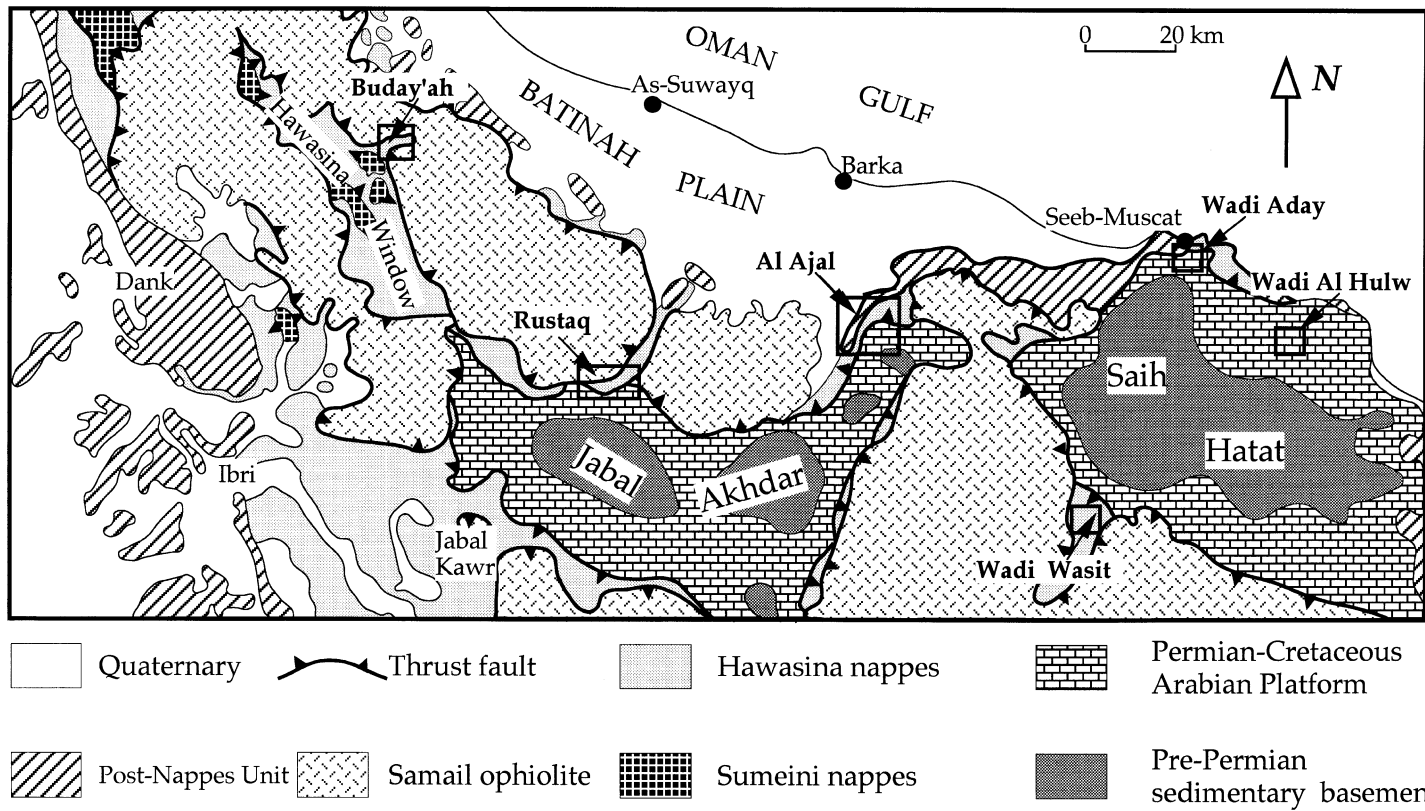 0 20 km
OMAN
GULF
N
As-Suwayq
Buday'ah
BATINAH
PLAIN
Hawasina
Window
Barka
Seeb-Muscat
Wadi Aday
Al Ajal
Wadi Al Hulw
Dank
Rustaq
Saih
Hatat
Jabal
Akhdar
Ibri
Jabal
Kawr
Wadi Wasit
Quaternary
Thrust fault
Hawasina nappes
Permian-Cretaceous
Arabian Platform
Post-Nappes Unit
Samail ophiolite
Sumeini nappes
Pre-Permian
sedimentary basemen